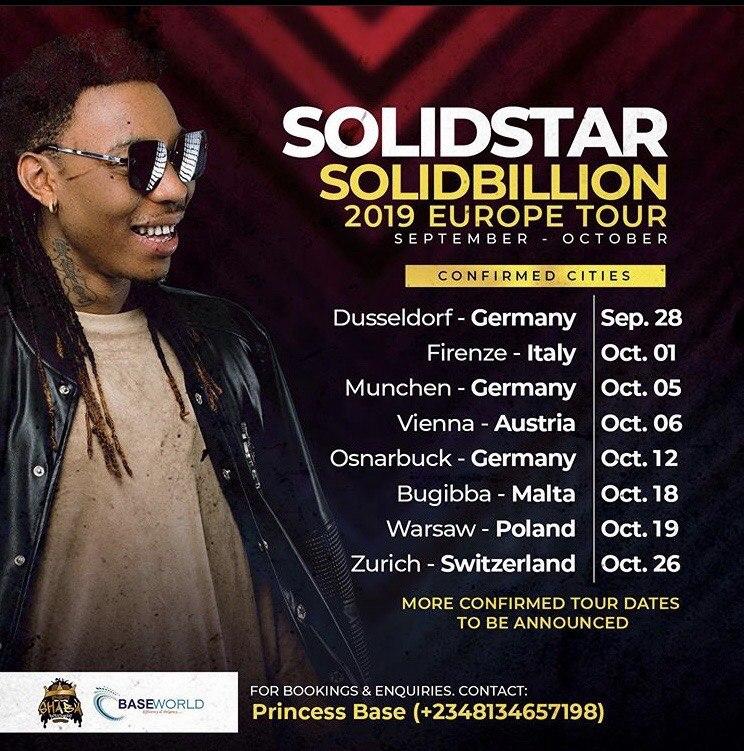 SOLIDSTAR
SOLIDBILLION
2019 EUROPE TOUR
SEPTEMBER - OCTOBER
CONFIRMED CITIES
Dusseldorf - Germany Sep. 28
Firenze - Italy Oct. 01
Munchen - Germany Oct. 05
Vienna - Austria Oct. 06
Osnarbuck - Germany Oct. 12
Bugibba - Malta Oct. 18
Warsaw - Poland Oct. 19
Zurich - Switzerland Oct. 26
MORE CONFIRMED TOUR DATES
TO BE ANNOUNCED
SHABA
BASEWORLD
FOR BOOKINGS & ENQUIRIES. CONTACT:
Princess Base (+2348134657198)